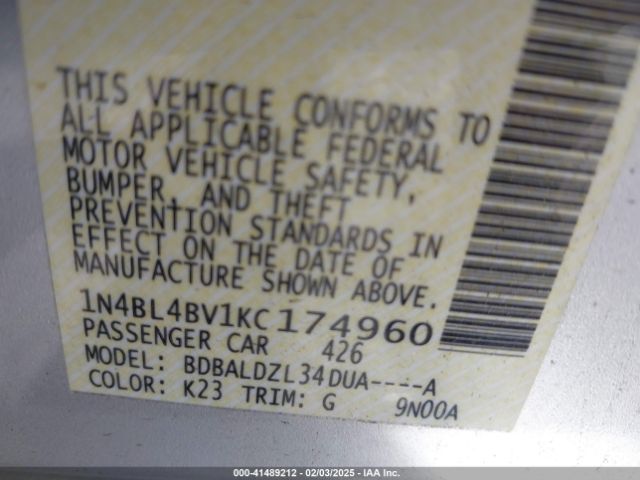 THIS VEHICLE CONFORMS TO
ALL APPLICABLE FEDERAL
MOTOR VEHICLE SAFETY,
BUMPER, AND THEFT
PREVENTION STANDARDS IN
EFFECT ON THE DATE OF
MANUFACTURE SHOWN ABOVE.
1N4BL4BV1KC174960
PASSENGER CAR 426
MODEL: BDBALDZL34DUA----A
COLOR: K23 TRIM: G 9N00A
000-41489212 - 02/03/2025 - IAA Inc.